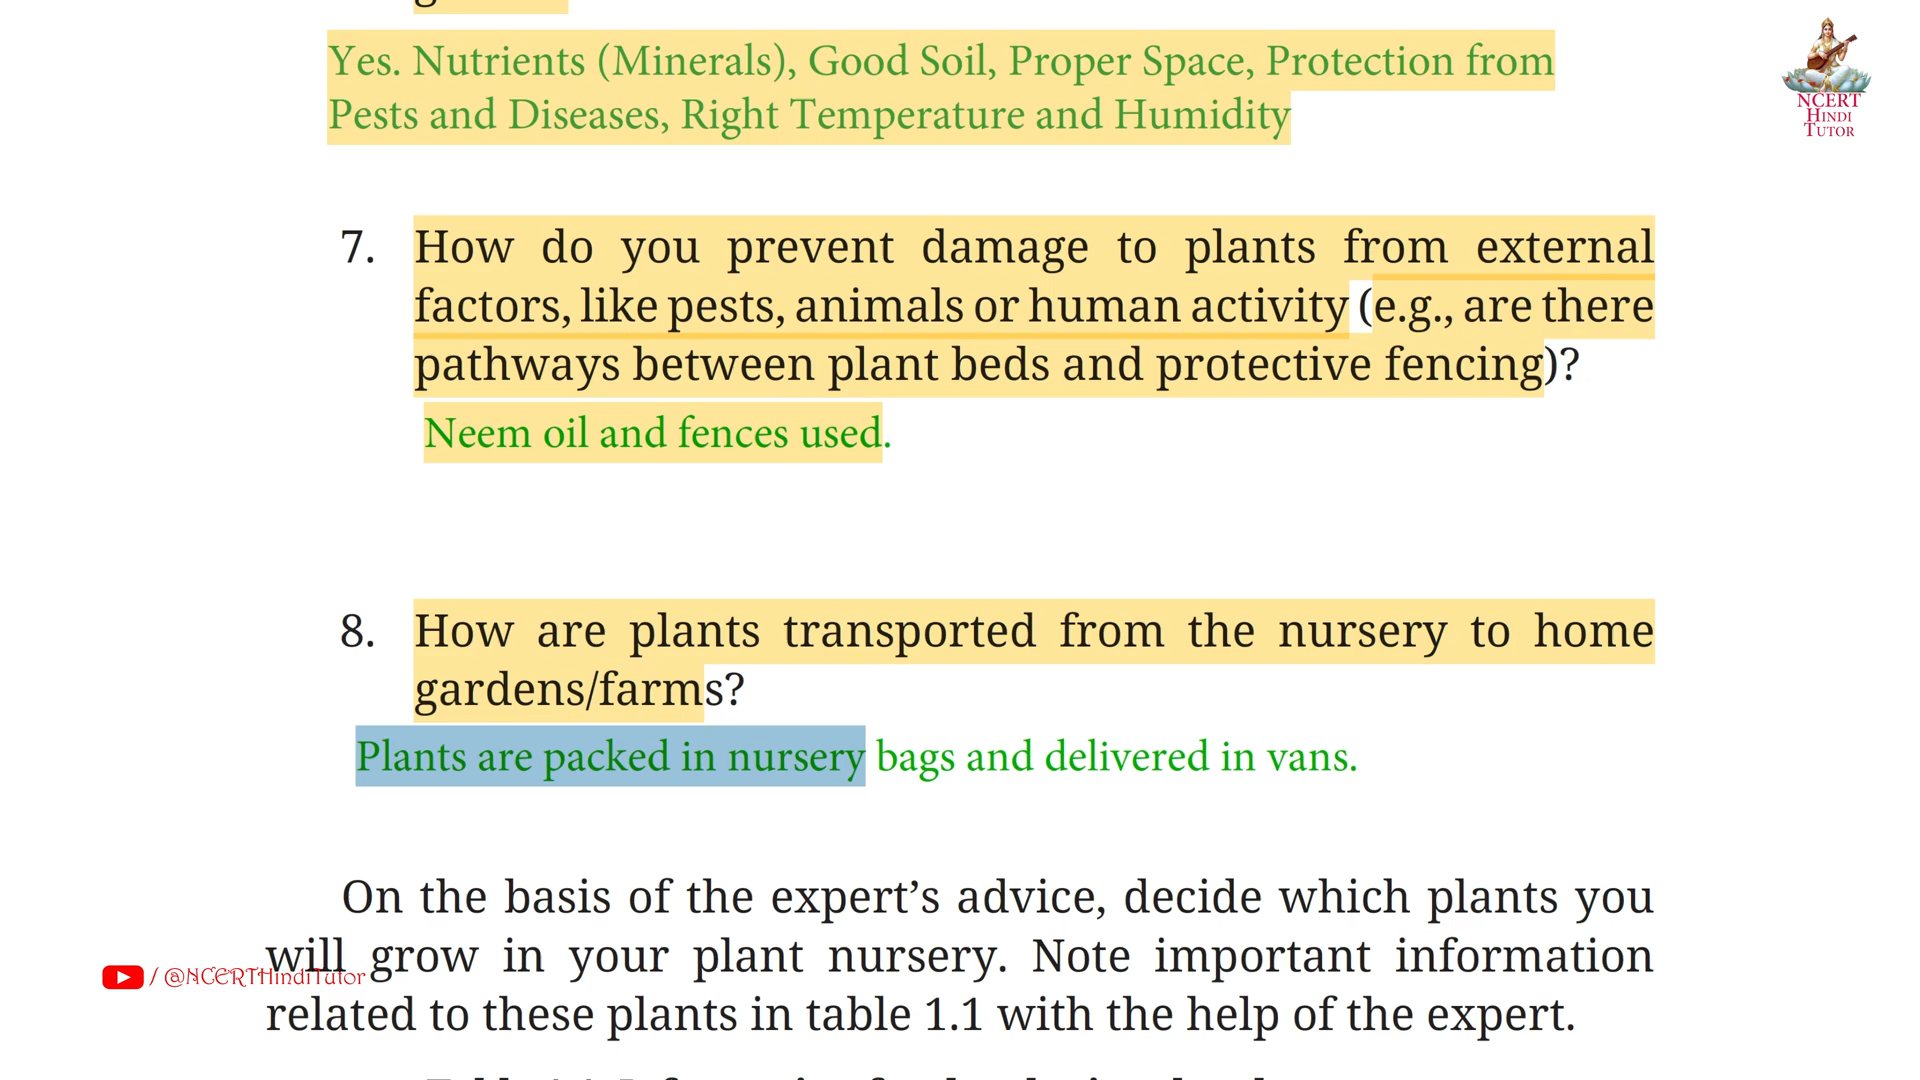 Yes. Nutrients (Minerals), Good Soil, Proper Space, Protection from
Pests and Diseases, Right Temperature and Humidity
NCERT
HINDI
TUTOR
7. How do you prevent damage to plants from external
factors, like pests, animals or human activity (e.g., are there
pathways between plant beds and protective fencing)?
Neem oil and fences used.
8. How are plants transported from the nursery to home
gardens/farms?
Plants are packed in nursery bags and delivered in vans.
On the basis of the expert’s advice, decide which plants you
will grow in your plant nursery. Note important information
/ @NCERTHindiTutor
related to these plants in table 1.1 with the help of the expert.